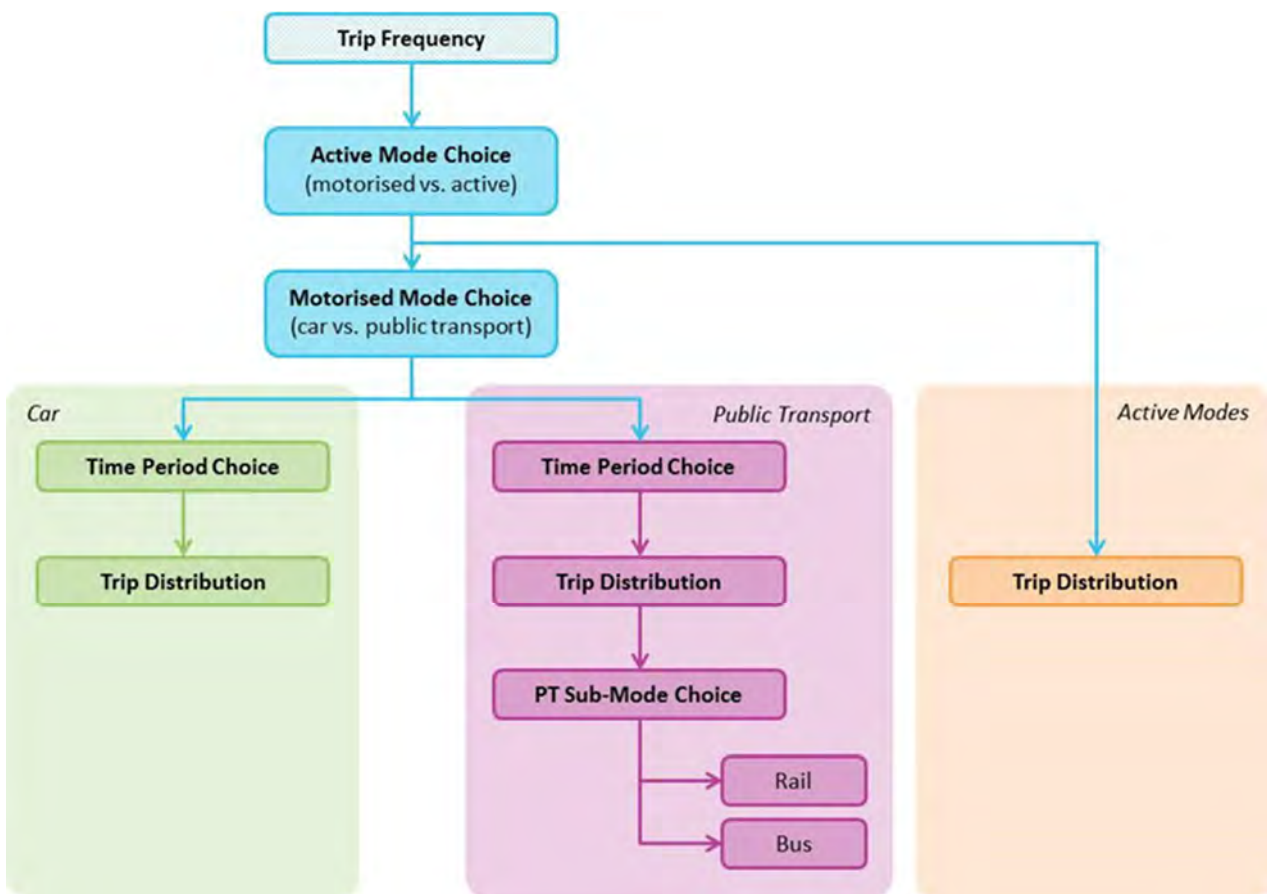 Trip Frequency
Active Mode Choice
(motorised vs. active)
Motorised Mode Choice
(car vs. public transport)
Car
Public Transport
Active Modes
Time Period Choice
Time Period Choice
Trip Distribution
Trip Distribution
Trip Distribution
PT Sub-Mode Choice
Rail
Bus